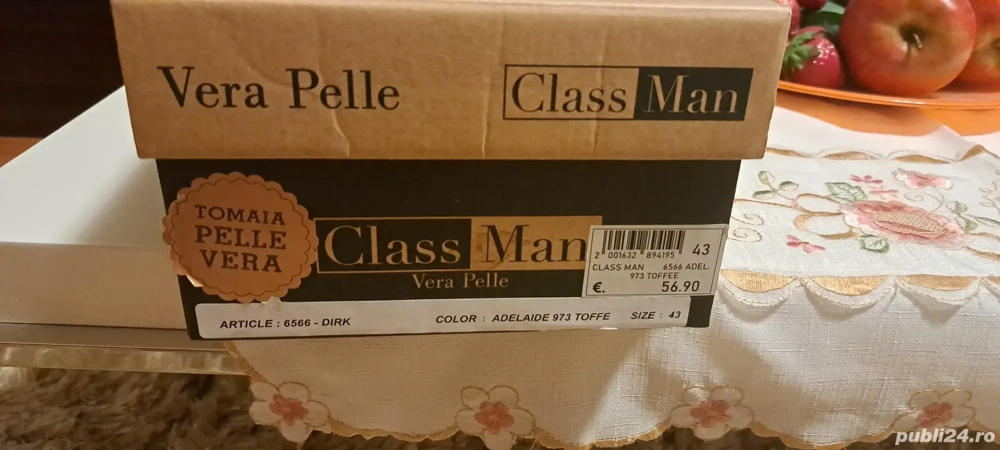 Vera Pelle
Class Man
TOMAIA
PELLE
VERA
Class Man
Vera Pelle
2 001632 894195 43
CLASS MAN 6566 ADEL.
973 TOFFEE
€. 56.90
ARTICLE : 6566 - DIRK COLOR : ADELAIDE 973 TOFFE SIZE : 43
publi24.ro